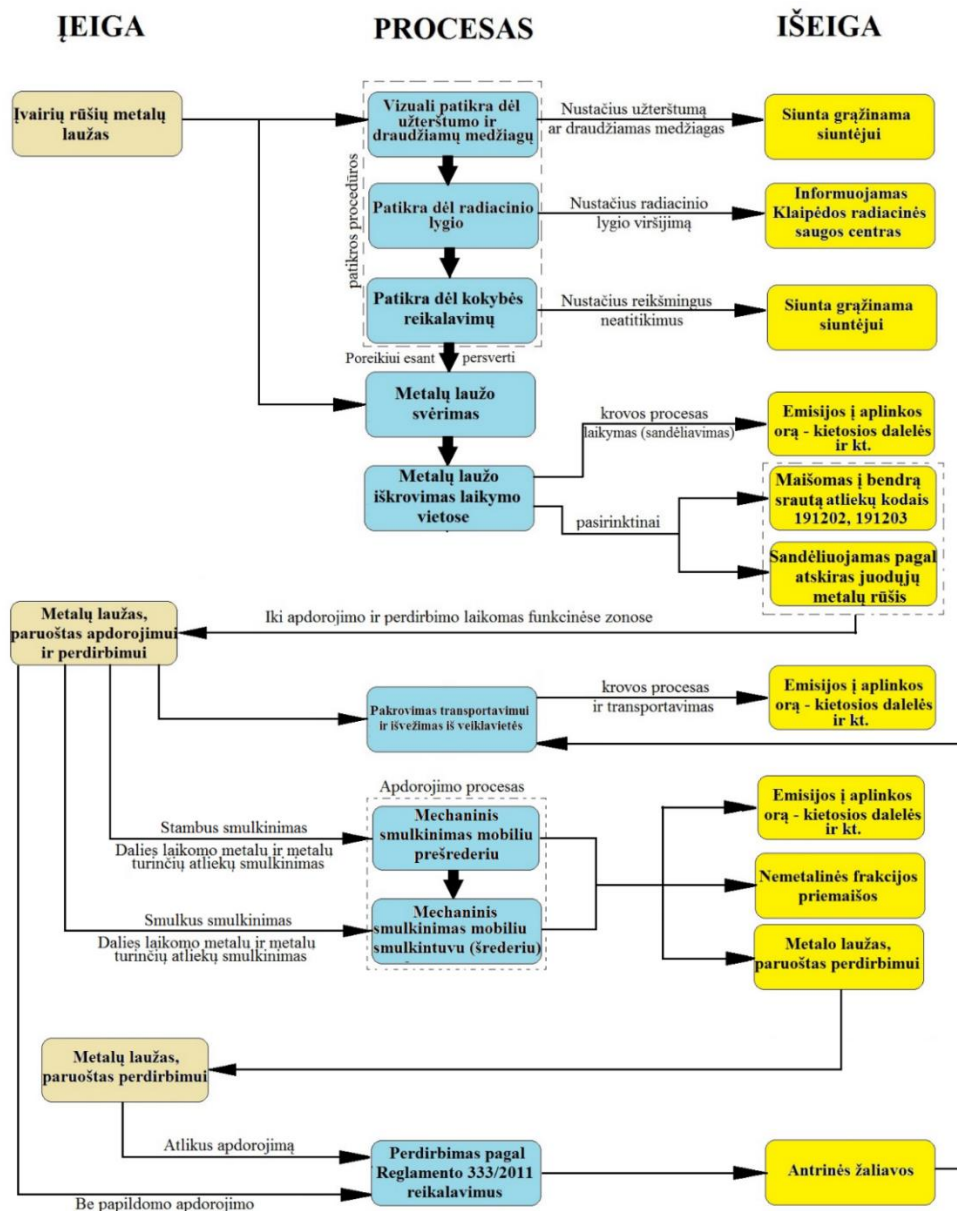 ĮEIGA
PROCESAS
IŠEIGA
Įvairių rūšių metalų
laužas
patikros procedūros
Vizuali patikra dėl
užterštumo ir
draudžiamų medžiagų
Nustačius užterštumą
ar draudžiamas medžiagas
Siunta grąžinama
siuntėjui
Patikra dėl radiacinio
lygio
Nustačius radiacinio
lygio viršijimą
Informuojamas
Klaipėdos radiacinės
saugos centras
Patikra dėl kokybės
reikalavimų
Nustačius reikšmingus
neatitikimus
Siunta grąžinama
siuntėjui
Poreikiui esant persverti
Metalų laužo
svėrimas
Metalų laužo
iškrovimas laikymo
vietose
krovos procesas
laikymas (sandėliavimas)
Emisijos į aplinkos
orą - kietosios dalelės
ir kt.
pasirinktinai
Maišomas į bendrą
srautą atliekų kodais
191202, 191203
Sandėliuojamas pagal
atskiras juodųjų
metalų rūšis
Iki apdorojimo ir perdirbimo laikomas funkcinėse zonose
Metalų laužas,
paruoštas apdorojimui
ir perdirbimui
Pakrovimas transportavimui
ir išvežimas iš veiklavietės
krovos procesas
ir transportavimas
Emisijos į aplinkos
orą - kietosios dalelės
ir kt.
Apdorojimo procesas
Stambus smulkinimas
Dalies laikomo metalu ir metalu
turinčių atliekų smulkinimas
Mechaninis
smulkinimas mobiliu
prešrederiu
Smulkus smulkinimas
Dalies laikomo metalu ir metalu
turinčių atliekų smulkinimas
Mechaninis
smulkinimas mobiliu
smulkintuvu (šrederiu)
Emisijos į aplinkos
orą - kietosios dalelės
ir kt.
Nemetalinės frakcijos
priemaišos
Metalo laužas,
paruoštas perdirbimui
Metalų laužas,
paruoštas perdirbimui
Atlikus apdorojimą
Be papildomo apdorojimo
Perdirbimas pagal
Reglamento 333/2011
reikalavimus
Antrinės žaliavos